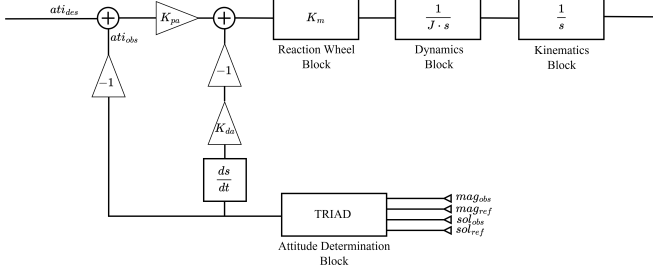 ati_des
ati_obs
K_pa
K_m
1
J · s
1
s
Reaction Wheel
Block
Dynamics
Block
Kinematics
Block
−1
−1
K_da
ds
dt
TRIAD
mag_obs
mag_ref
sol_obs
sol_ref
Attitude Determination
Block